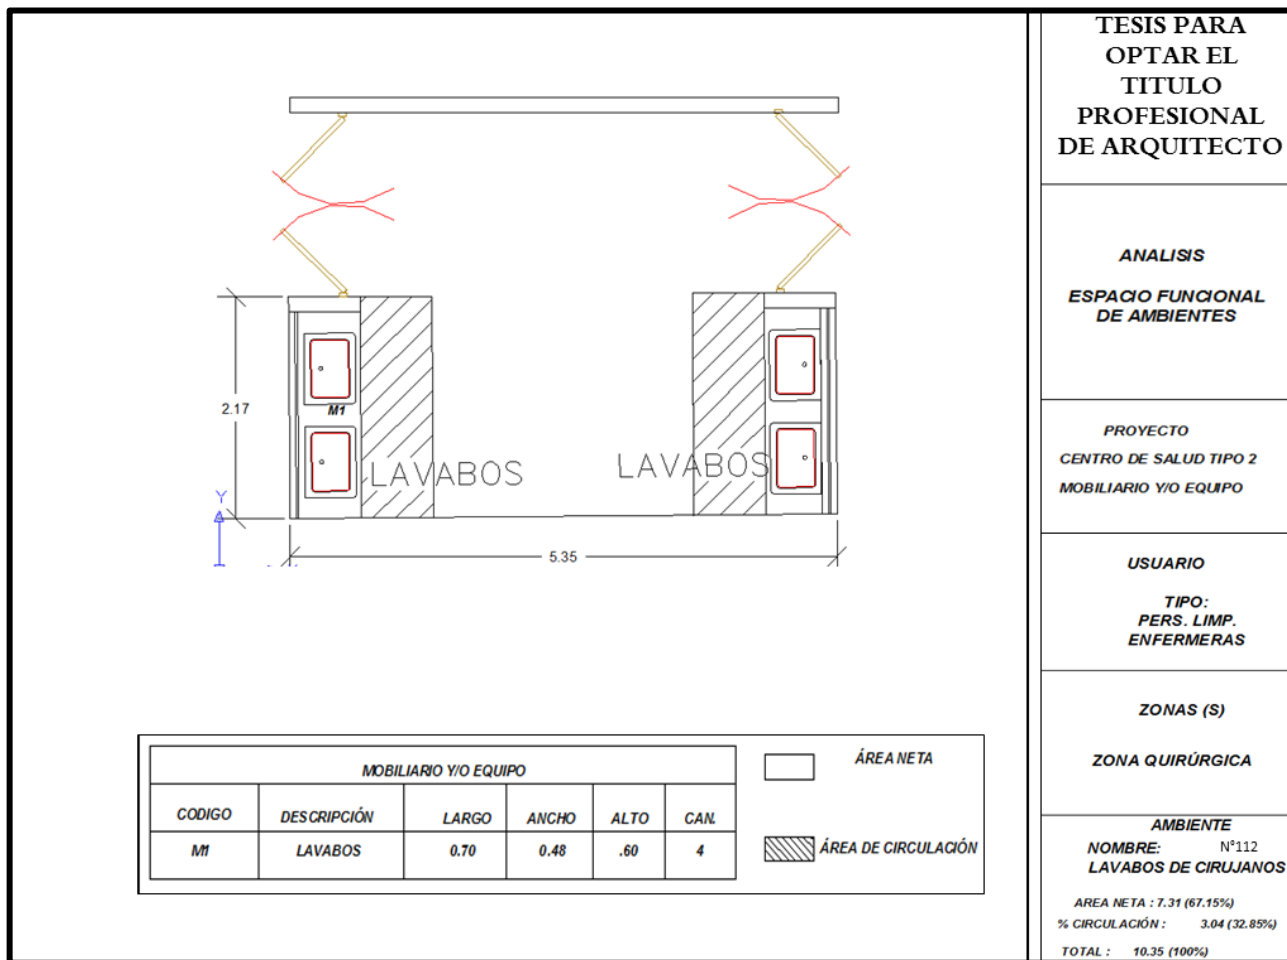 TESIS PARA
OPTAR EL
TITULO
PROFESIONAL
DE ARQUITECTO
ANALISIS
ESPACIO FUNCIONAL
DE AMBIENTES
PROYECTO
CENTRO DE SALUD TIPO 2
MOBILIARIO Y/O EQUIPO
USUARIO
TIPO:
PERS. LIMP.
ENFERMERAS
ZONAS (S)
ZONA QUIRÚRGICA
AMBIENTE
NOMBRE: N°112
LAVABOS DE CIRUJANOS
AREA NETA : 7.31 (67.15%)
% CIRCULACIÓN : 3.04 (32.85%)
TOTAL : 10.35 (100%)
2.17
M1
LAVABOS
LAVABOS
Y
5.35
MOBILIARIO Y/O EQUIPO
CODIGO DESCRIPCIÓN LARGO ANCHO ALTO CAN.
M1 LAVABOS 0.70 0.48 .60 4
ÁREA NETA
ÁREA DE CIRCULACIÓN